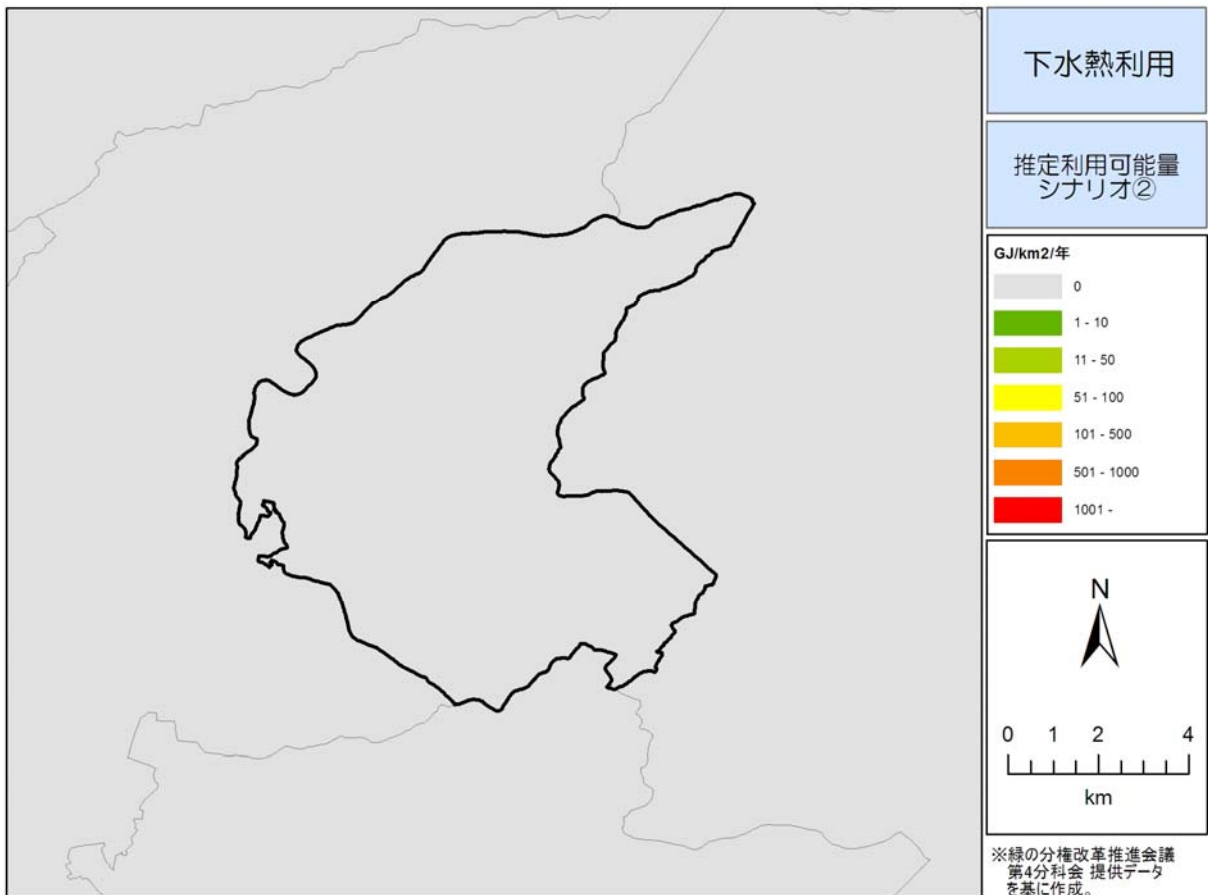 下水熱利用
推定利用可能量
シナリオ②
GJ/km2/年
0
1 - 10
11 - 50
51 - 100
101 - 500
501 - 1000
1001 -
N
0 1 2 4
km
※緑の分権改革推進会議
第4分科会 提供データ
を基に作成。